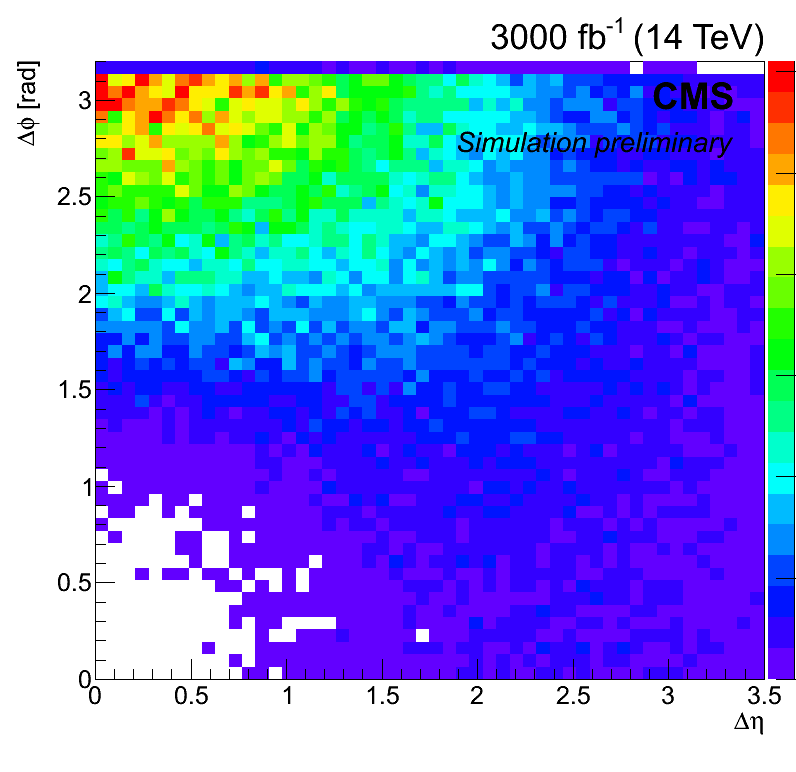 3000 fb-1 (14 TeV)
Δϕ [rad]
CMS
Simulation preliminary
3
2.5
2
1.5
1
0.5
0
0 0.5 1 1.5 2 2.5 3 3.5
Δη